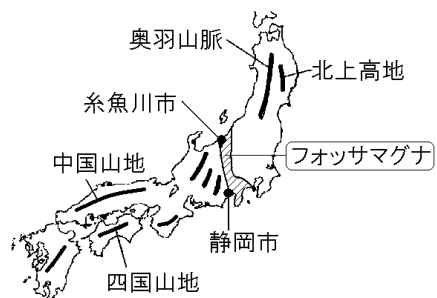 奥羽山脈
北上高地
糸魚川市
フォッサマグナ
中国山地
静岡市
四国山地